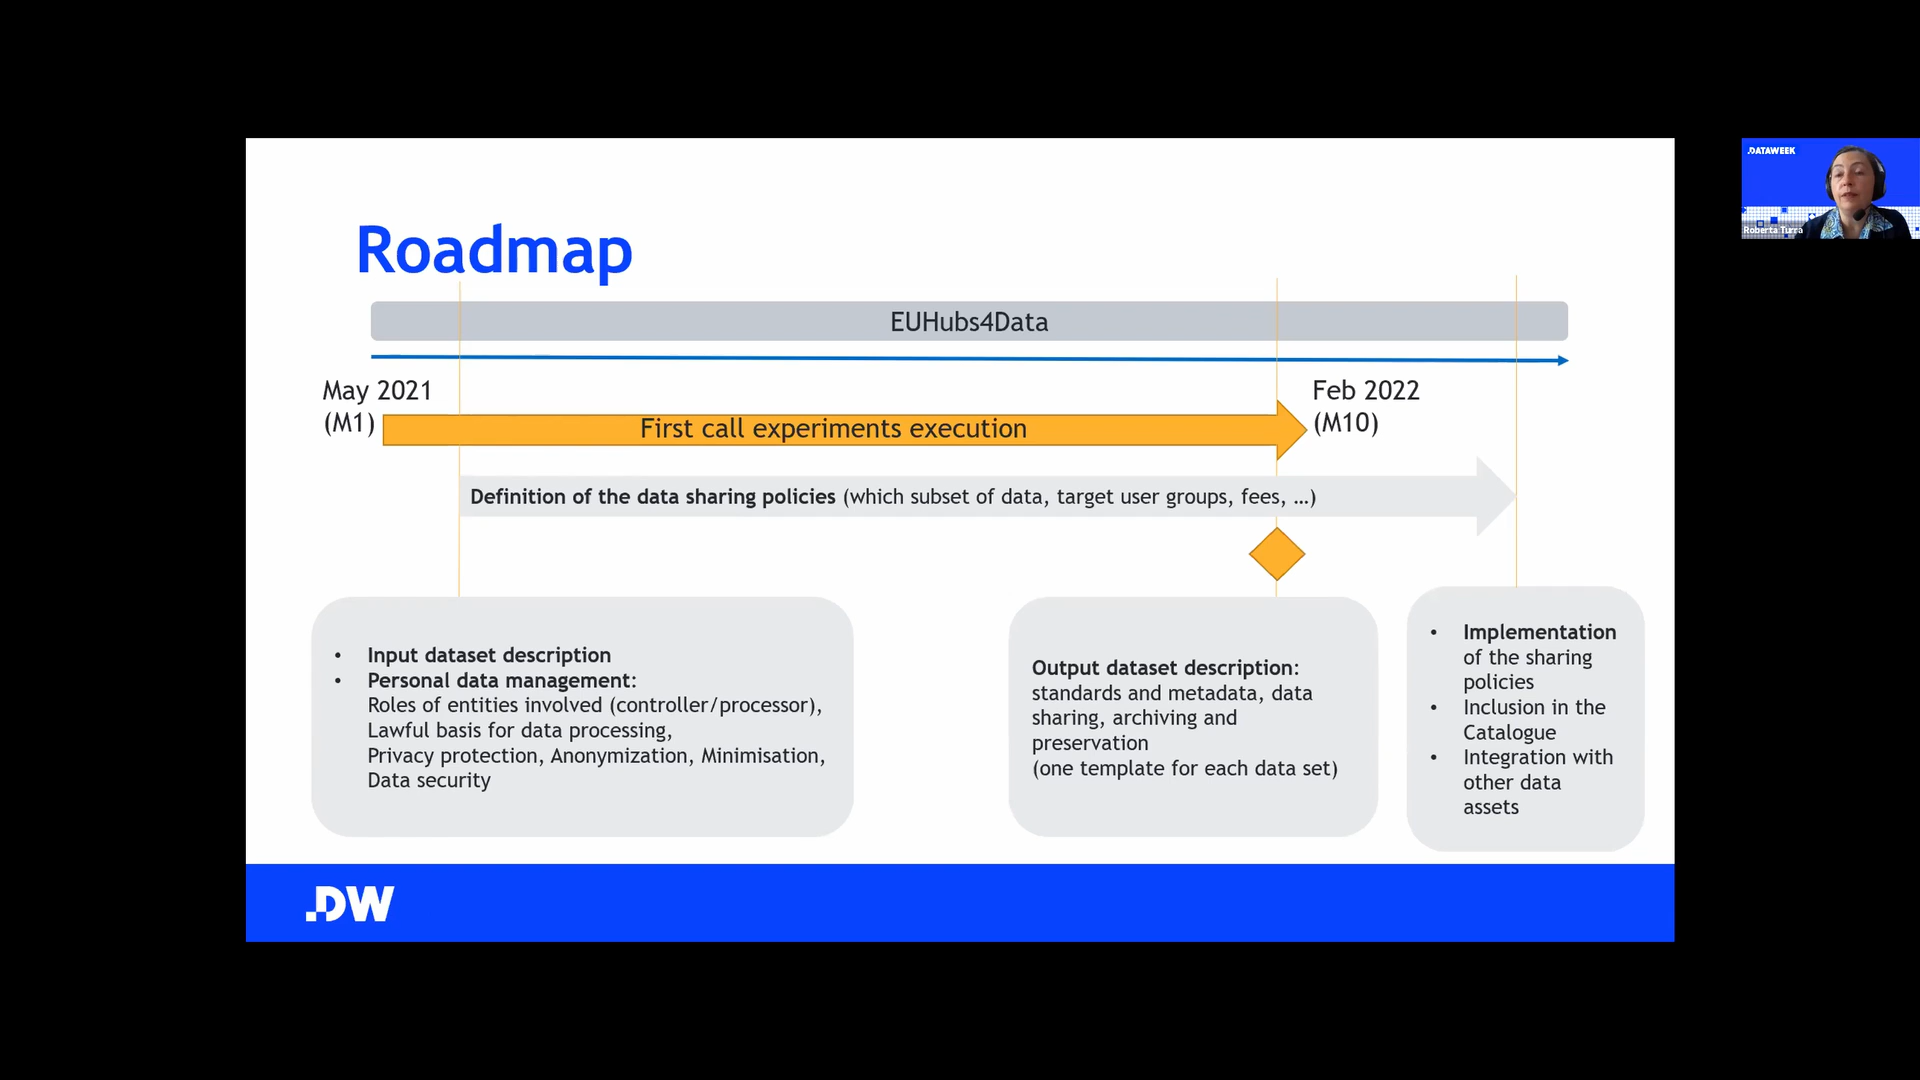 Roadmap
EUHubs4Data
May 2021
(M1)
First call experiments execution
Feb 2022
(M10)
Definition of the data sharing policies (which subset of data, target user groups, fees, …)
• Input dataset description
• Personal data management:
Roles of entities involved (controller/processor),
Lawful basis for data processing,
Privacy protection, Anonymization, Minimisation,
Data security
Output dataset description:
standards and metadata, data
sharing, archiving and
preservation
(one template for each data set)
• Implementation
of the sharing
policies
• Inclusion in the
Catalogue
• Integration with
other data
assets
.DW
.DATAWEEK
Roberta Turra